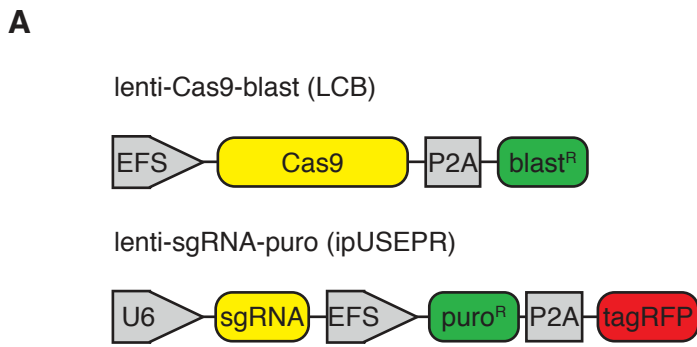 A
lenti-Cas9-blast (LCB)
EFS Cas9 P2A blastᴿ
lenti-sgRNA-puro (ipUSEPR)
U6 sgRNA EFS puroᴿ P2A tagRFP